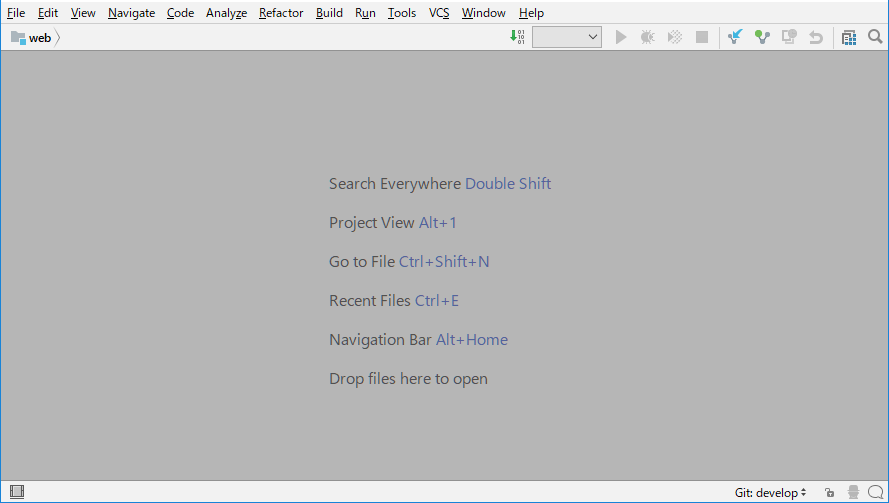 File Edit View Navigate Code Analyze Refactor Build Run Tools VCS Window Help
web
Search Everywhere Double Shift
Project View Alt+1
Go to File Ctrl+Shift+N
Recent Files Ctrl+E
Navigation Bar Alt+Home
Drop files here to open
Git: develop